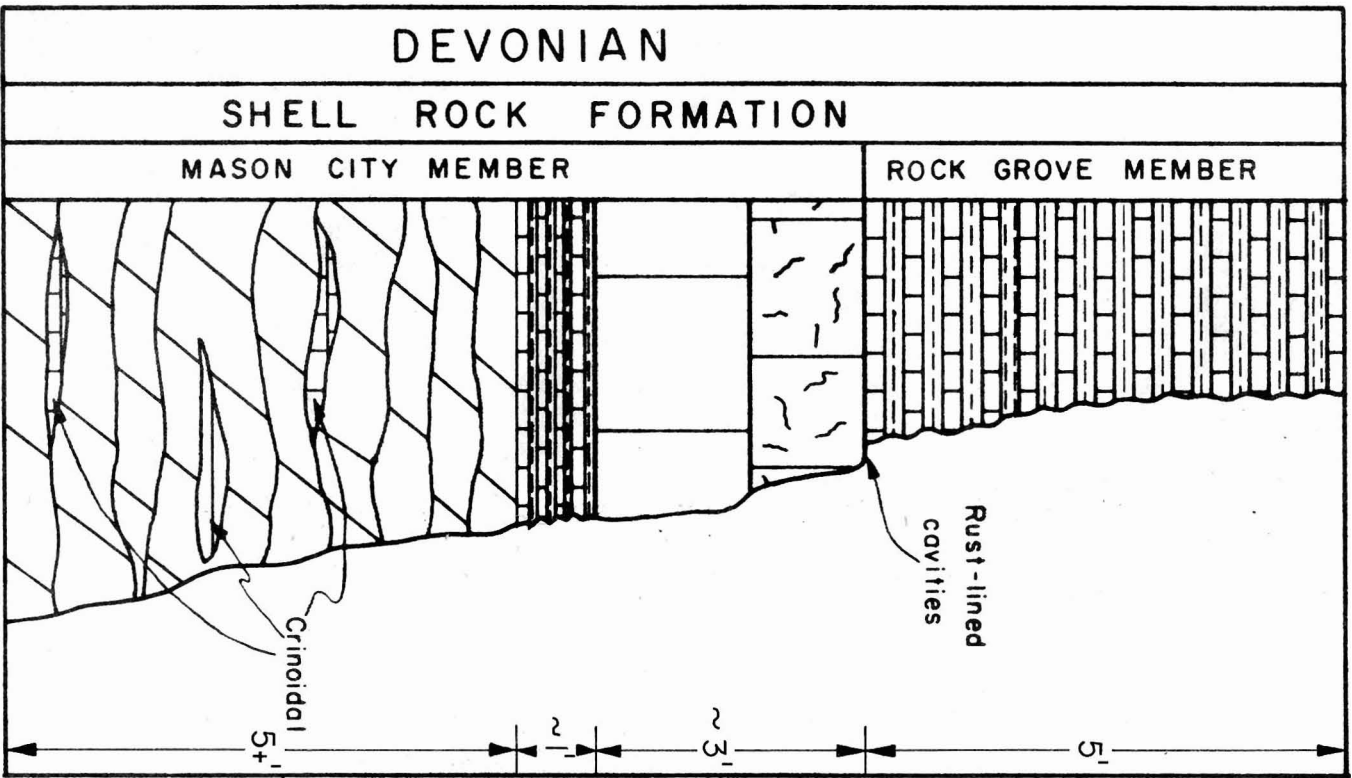 DEVONIAN
SHELL ROCK FORMATION
MASON CITY MEMBER
ROCK GROVE MEMBER
Rust-lined
cavities
Crinoidal
5+'
~1'
~3'
5'